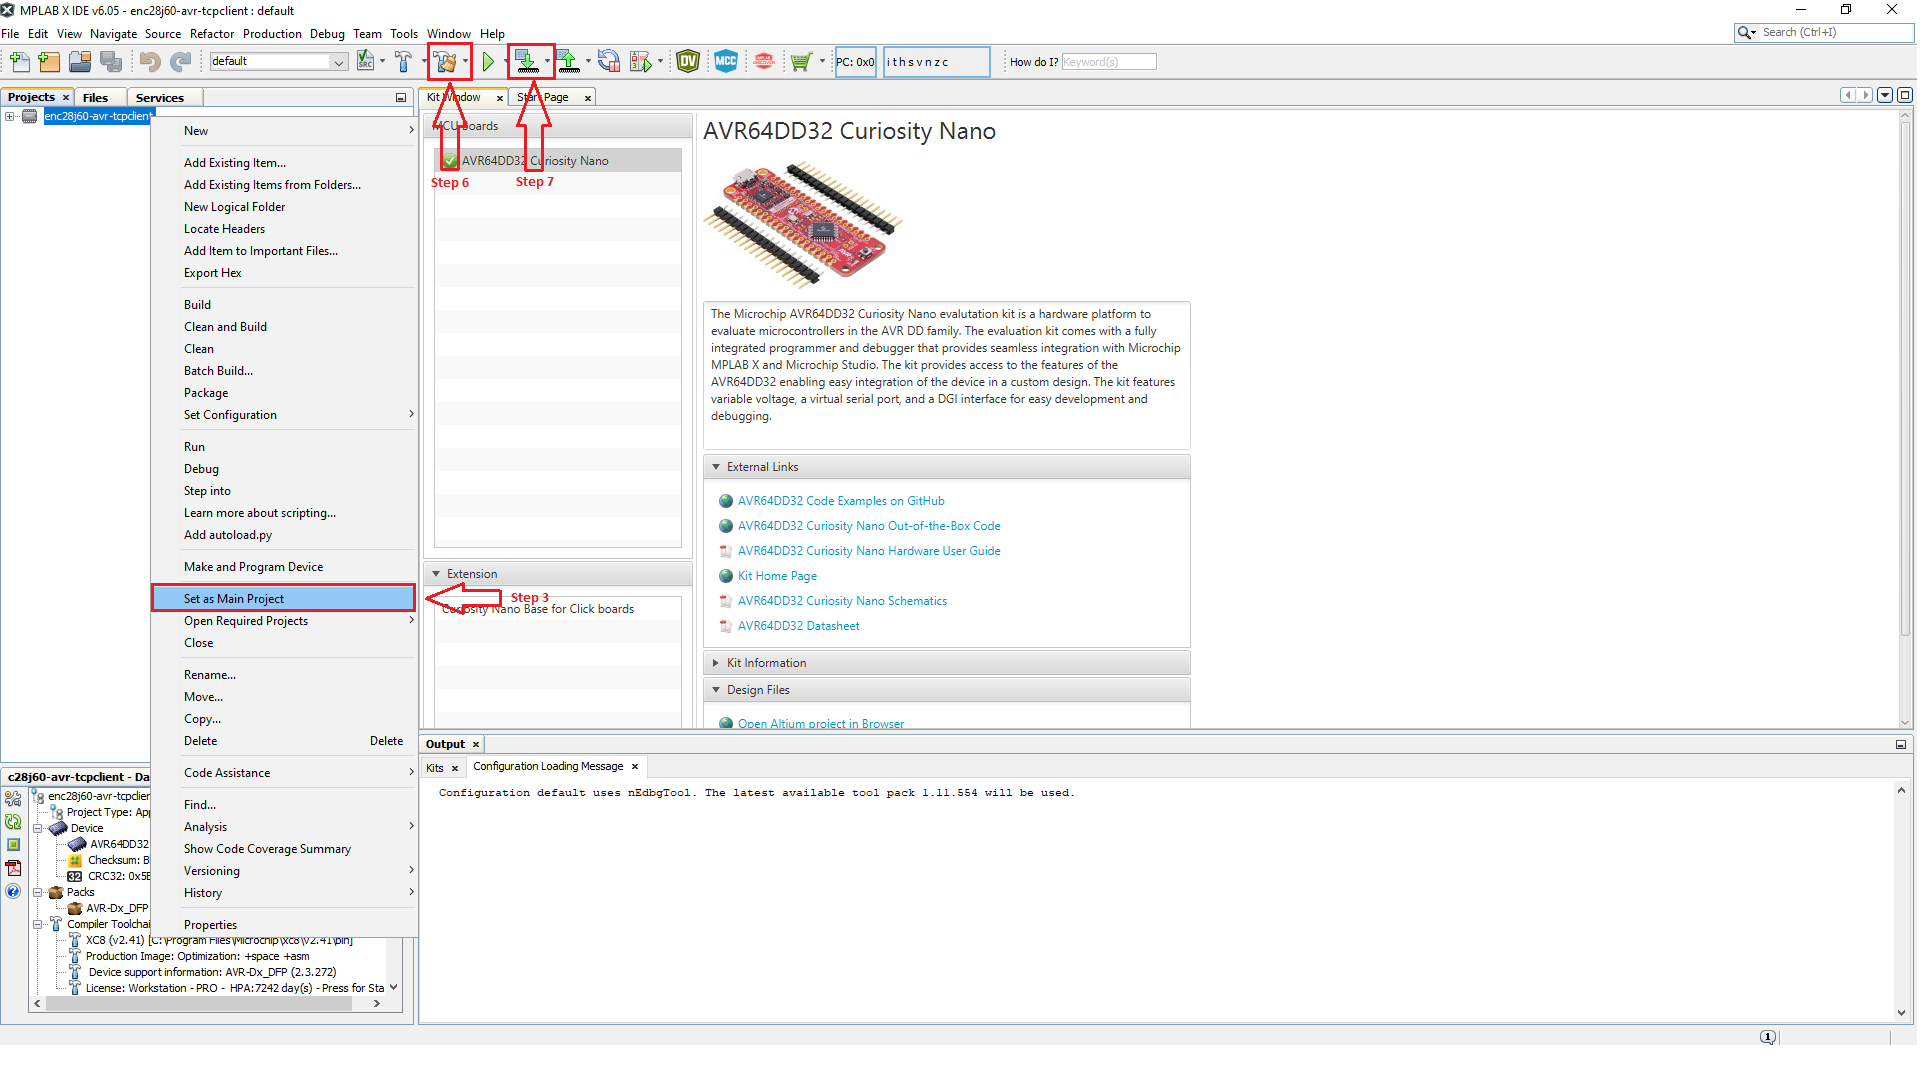 MPLAB X IDE v6.05 - enc28j60-avr-tcpclient : default
File Edit View Navigate Source Refactor Production Debug Team Tools Window Help
Search (Ctrl+I)
default
SRC
DV
MCC
PC: 0x0
i t h s v n z c
How do I? Keyword(s)
Projects
Files
Services
Kit Window
Start Page
enc28j60-avr-tcpclient
New
Add Existing Item...
Add Existing Items from Folders...
New Logical Folder
Locate Headers
Add Item to Important Files...
Export Hex
Build
Clean and Build
Clean
Batch Build...
Package
Set Configuration
Run
Debug
Step into
Learn more about scripting...
Add autoload.py
Make and Program Device
Set as Main Project
Open Required Projects
Close
Rename...
Move...
Copy...
Delete Delete
Code Assistance
Find...
Analysis
Show Code Coverage Summary
Versioning
History
Properties
MCU Boards
AVR64DD32 Curiosity Nano
Step 6
Step 7
Extension
Step 3
Curiosity Nano Base for Click boards
AVR64DD32 Curiosity Nano
The Microchip AVR64DD32 Curiosity Nano evalutation kit is a hardware platform to
evaluate microcontrollers in the AVR DD family. The evaluation kit comes with a fully
integrated programmer and debugger that provides seamless integration with Microchip
MPLAB X and Microchip Studio. The kit provides access to the features of the
AVR64DD32 enabling easy integration of the device in a custom design. The kit features
variable voltage, a virtual serial port, and a DGI interface for easy development and
debugging.
External Links
AVR64DD32 Code Examples on GitHub
AVR64DD32 Curiosity Nano Out-of-the-Box Code
AVR64DD32 Curiosity Nano Hardware User Guide
Kit Home Page
AVR64DD32 Curiosity Nano Schematics
AVR64DD32 Datasheet
Kit Information
Design Files
Open Altium project in Browser
Output
Kits
Configuration Loading Message
Configuration default uses nEdbgTool. The latest available tool pack 1.11.554 will be used.
c28j60-avr-tcpclient - Da
enc28j60-avr-tcpclien
Project Type: App
Device
AVR64DD32
Checksum: B
32
CRC32: 0x5E
Packs
AVR-Dx_DFP
Compiler Toolchai
XC8 (v2.41) [C:\Program Files\Microchip\xc8\v2.41\bin]
Production Image: Optimization: +space +asm
Device support information: AVR-Dx_DFP (2.3.272)
License: Workstation - PRO - HPA:7242 day(s) - Press for Sta
1